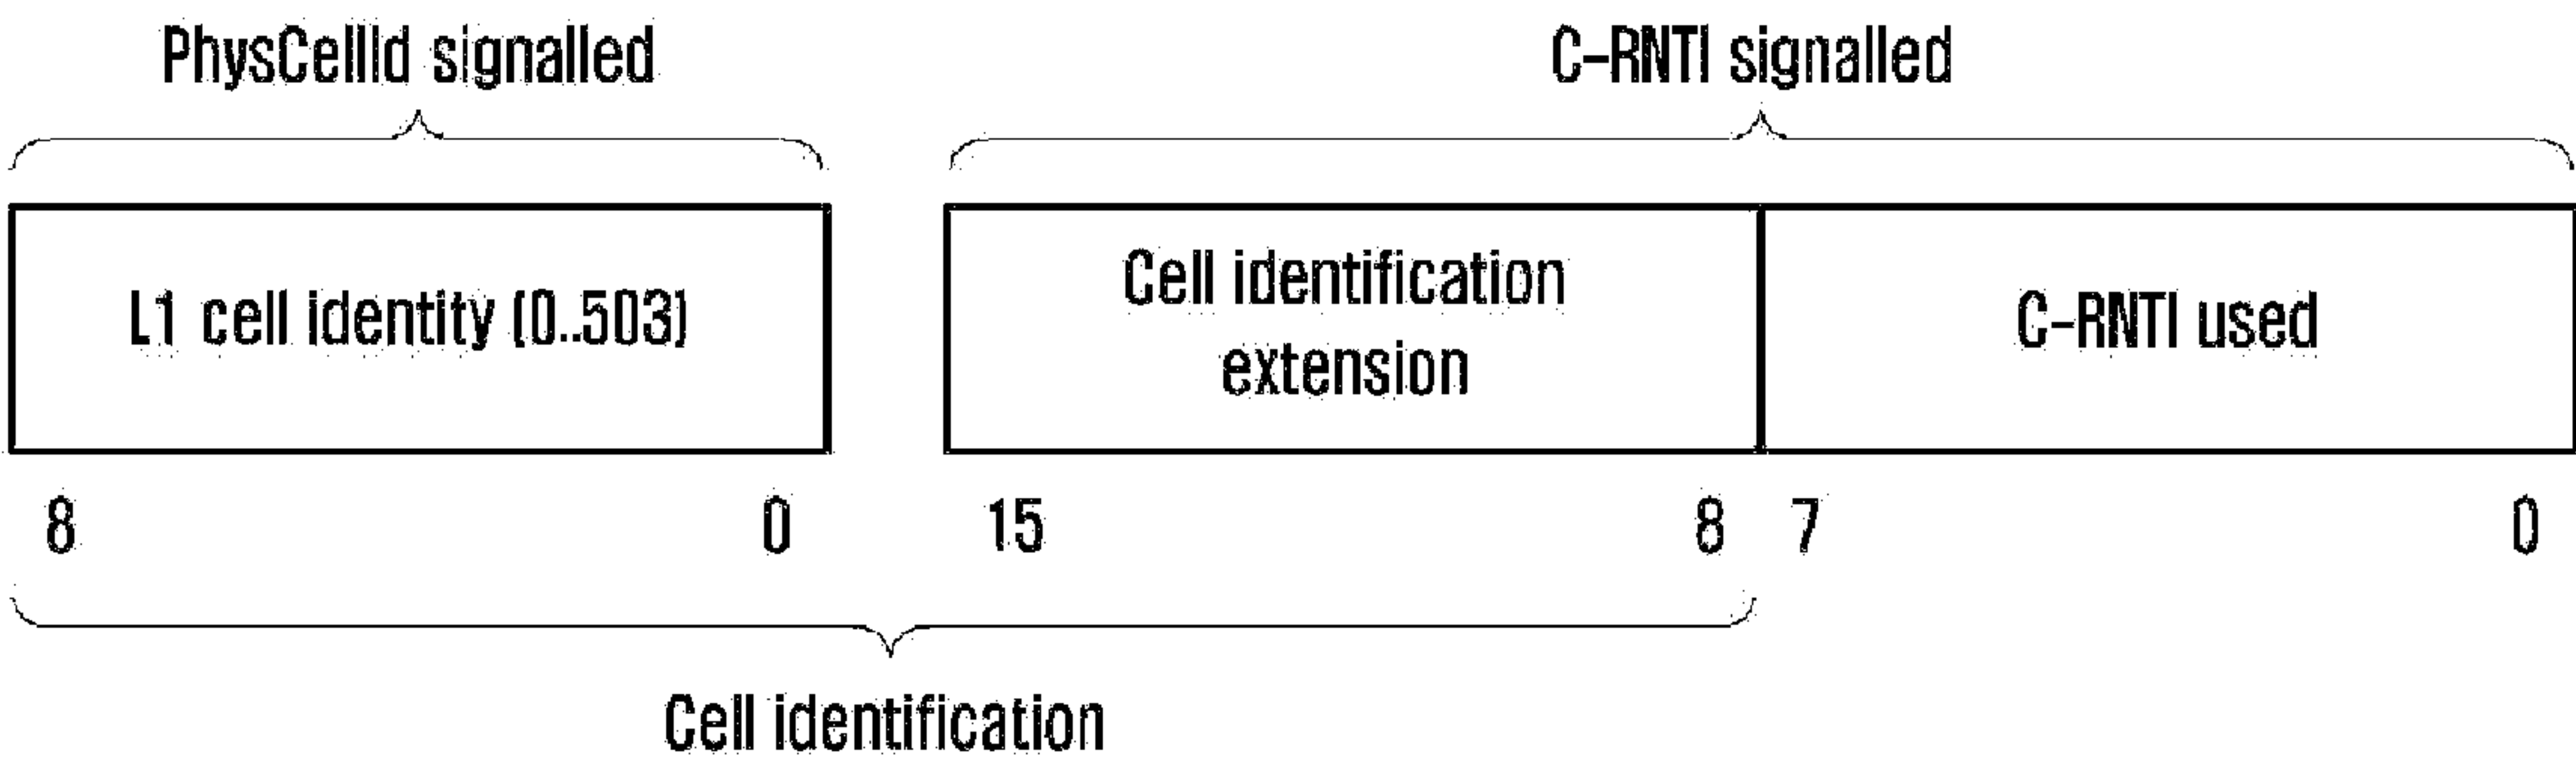 PhysCellId signalled
C-RNTI signalled
L1 cell identity (0..503)
Cell identification
extension
C-RNTI used
8 0 15 8 7 0
Cell identification